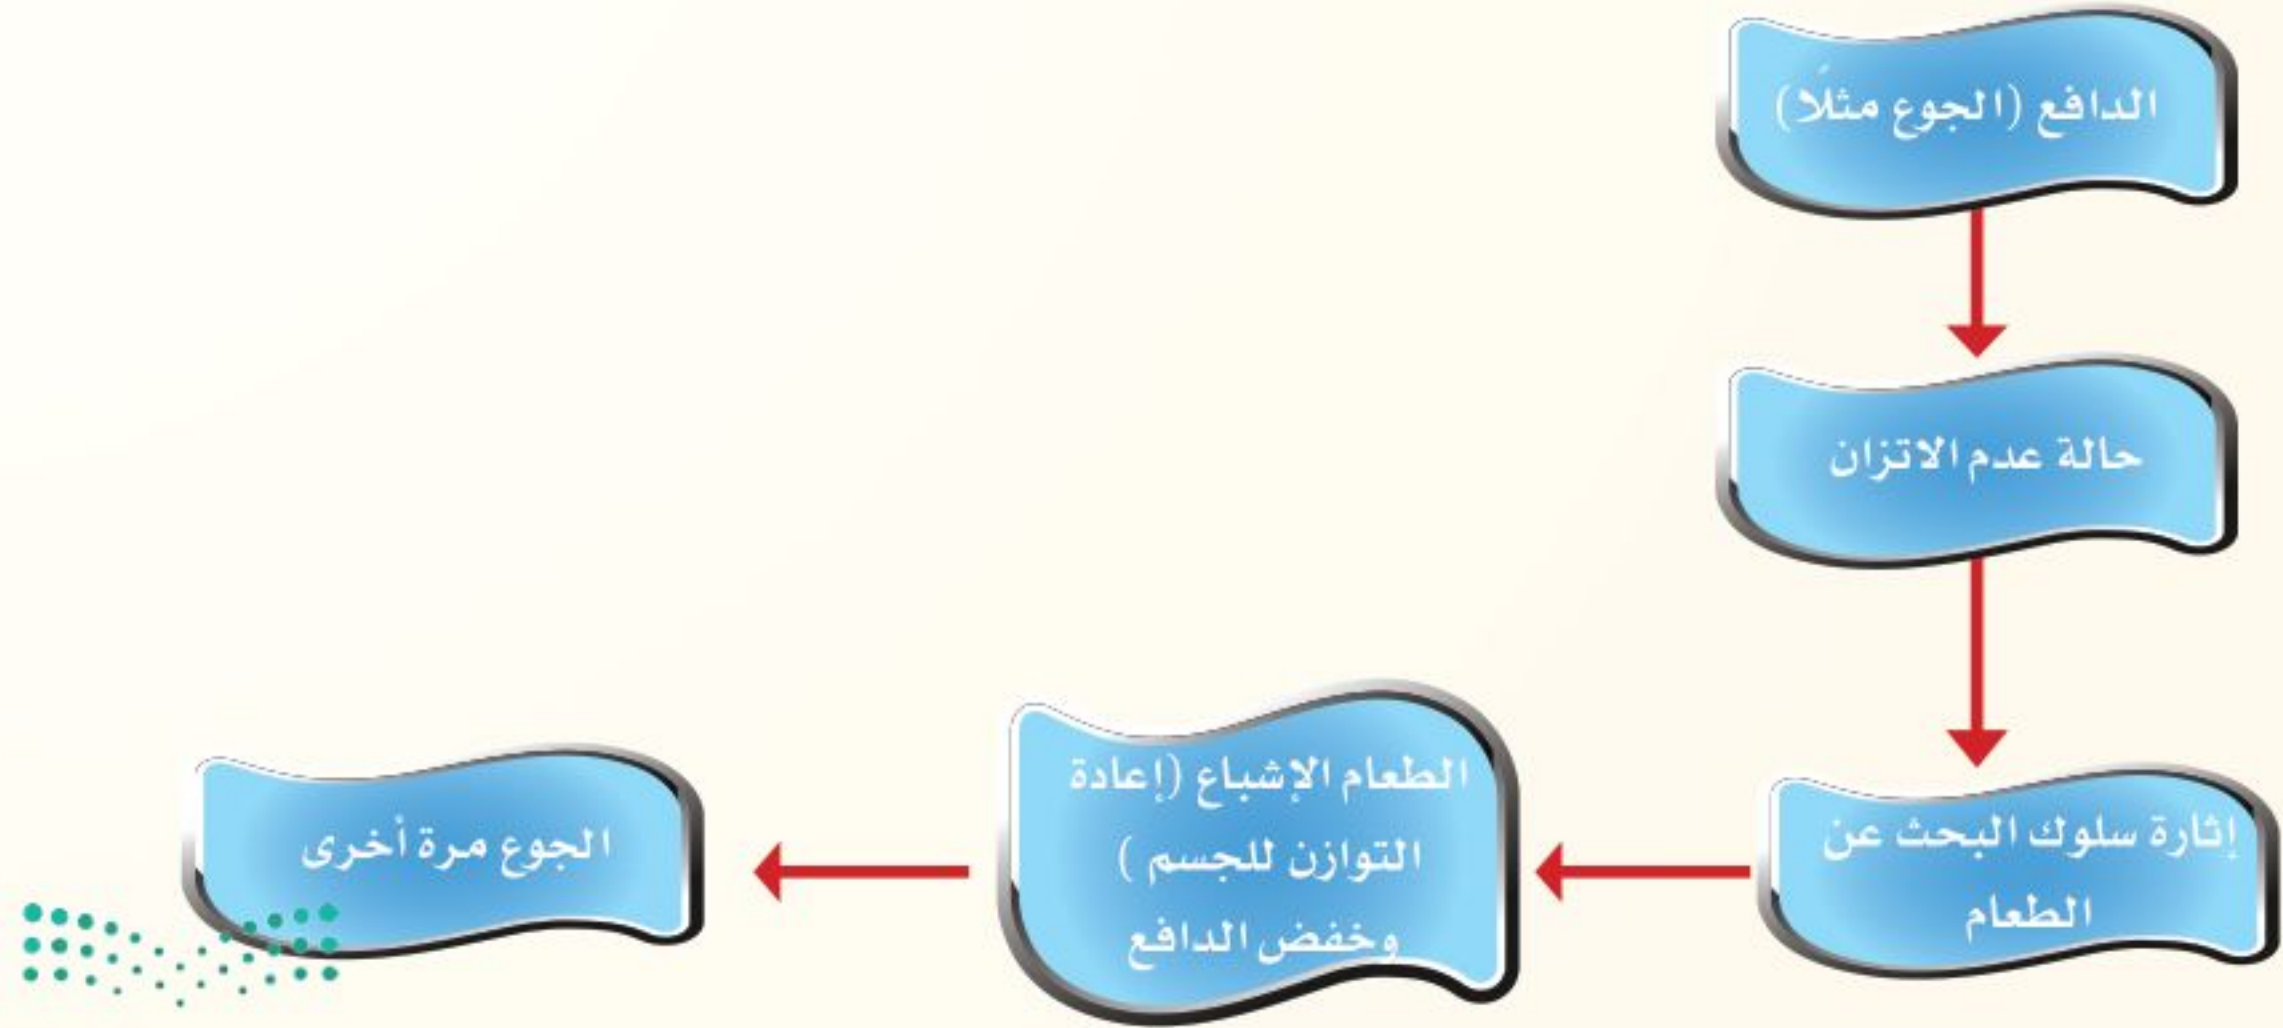 الدافع (الجوع مثلًا)
حالة عدم الاتزان
إثارة سلوك البحث عن
الطعام
الطعام الإشباع (إعادة
التوازن للجسم )
وخفض الدافع
الجوع مرة أخرى